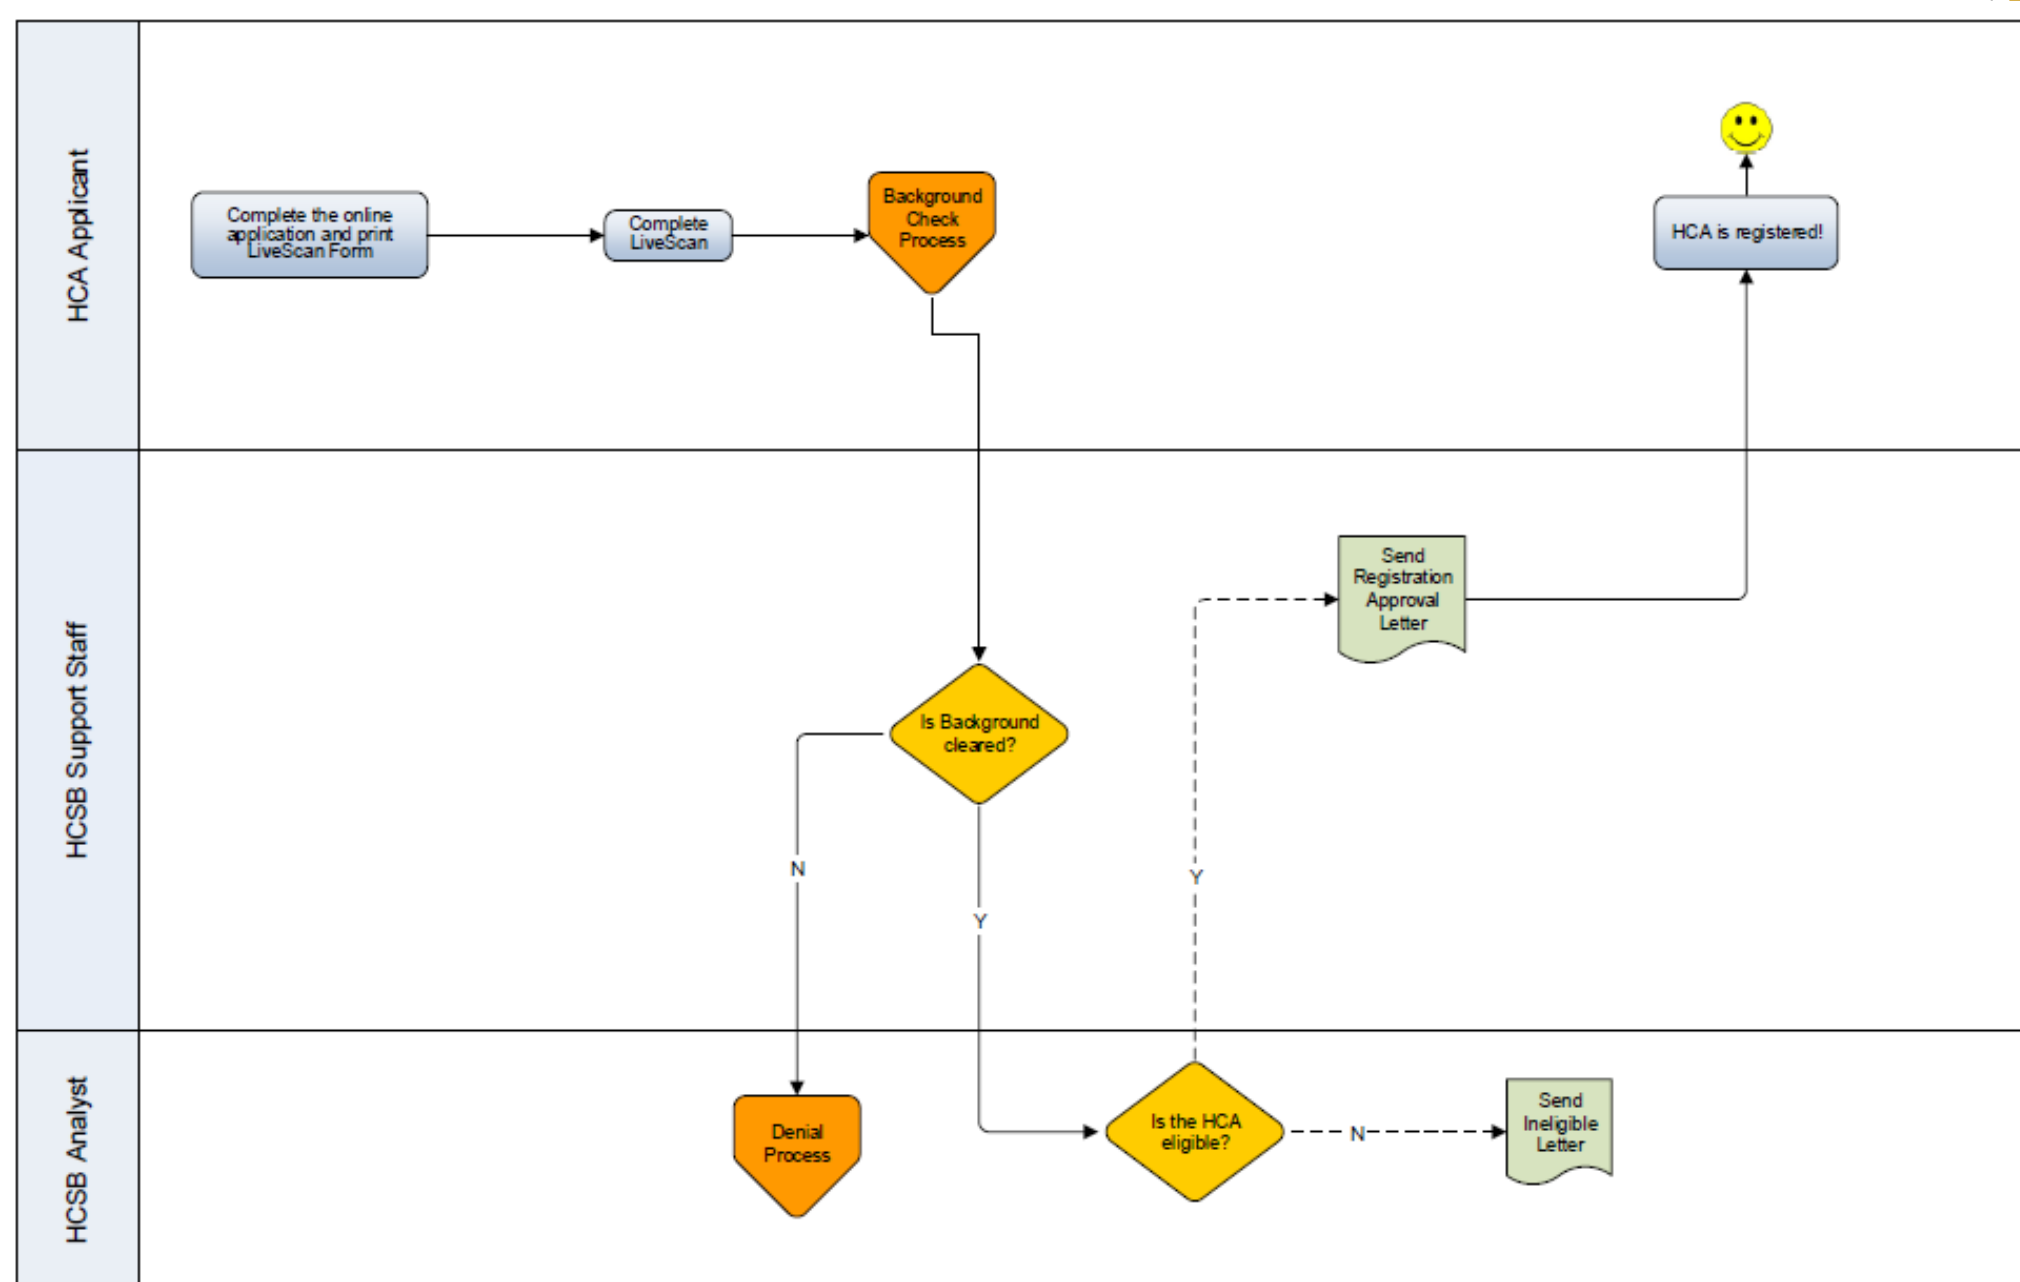 HCA Applicant
Complete the online
application and print
LiveScan Form
Complete
LiveScan
Background
Check
Process
HCA is registered!
HCSB Support Staff
Send
Registration
Approval
Letter
Is Background
cleared?
N
Y
Y
HCSB Analyst
Denial
Process
Is the HCA
eligible?
N
Send
Ineligible
Letter